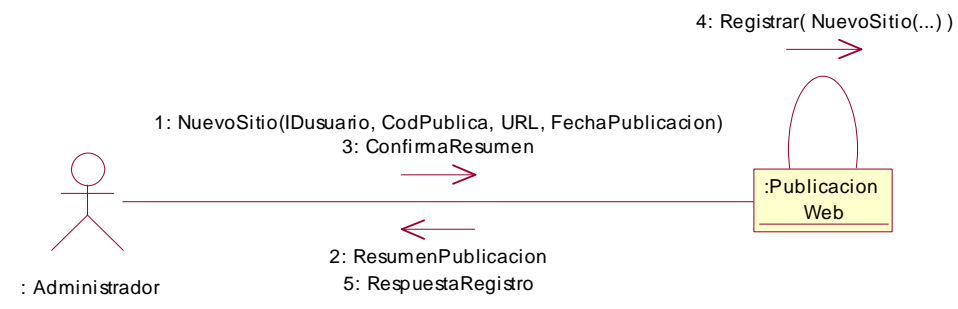 4: Registrar( NuevoSitio(...) )
1: NuevoSitio(IDusuario, CodPublica, URL, FechaPublicacion)
3: ConfirmaResumen
:Publicacion
Web
2: ResumenPublicacion
5: RespuestaRegistro
: Administrador